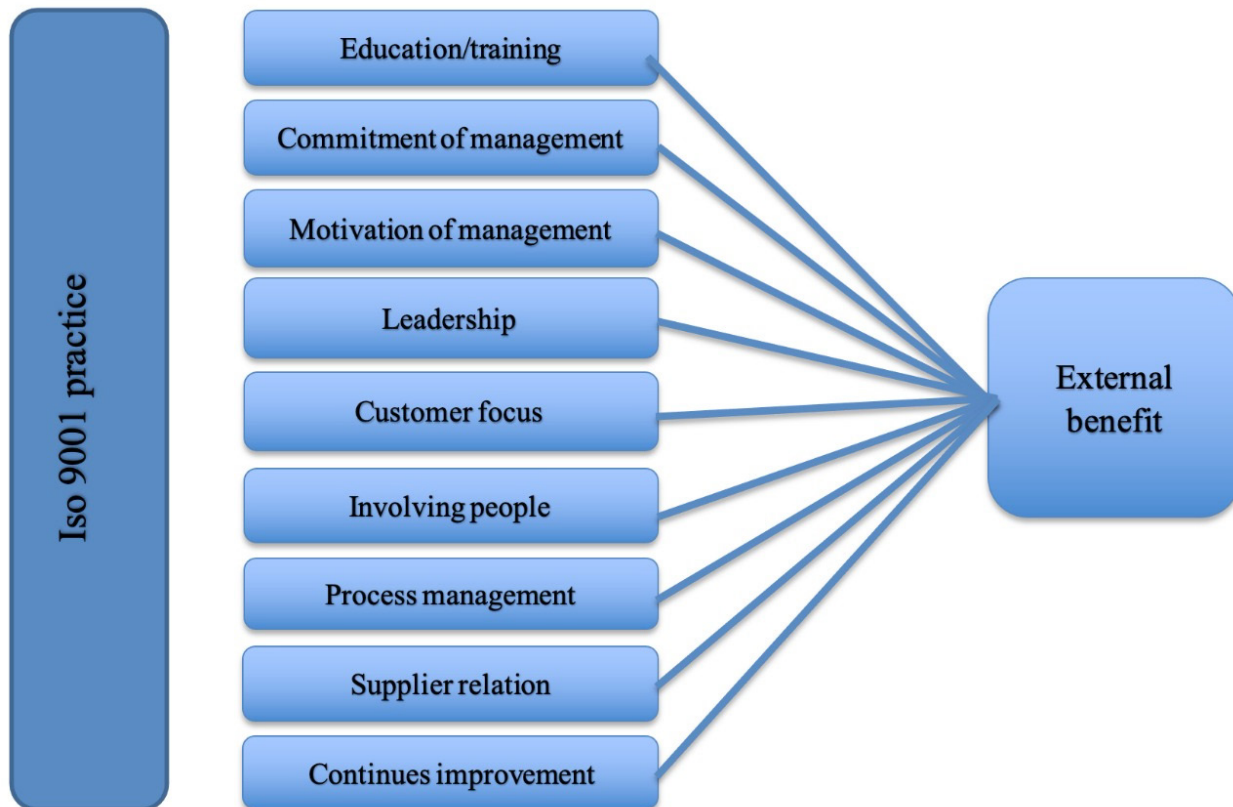 Iso 9001 practice
Education/training
Commitment of management
Motivation of management
Leadership
Customer focus
Involving people
Process management
Supplier relation
Continues improvement
External
benefit